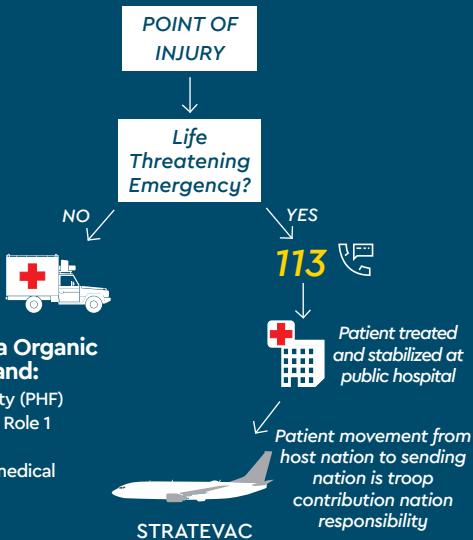 POINT OF
INJURY
Life
Threatening
Emergency?
NO
YES
113
a Organic
and:
ty (PHF)
Role 1
medical
Patient treated
and stabilized at
public hospital
Patient movement from
host nation to sending
nation is troop
contribution nation
responsibility
STRATEVAC